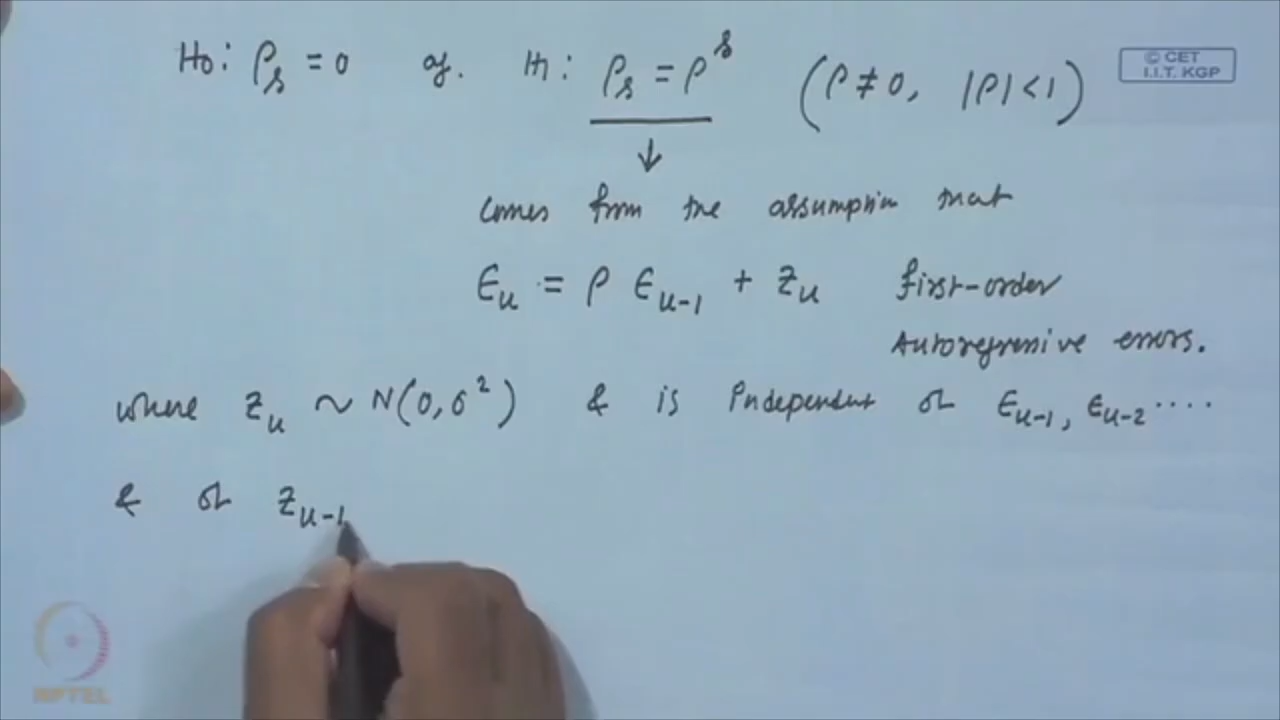 H0: ρs = 0 ag. H1: ρs = ρ^s (ρ ≠ 0, |ρ| < 1)
© CET
I.I.T. KGP
↓
comes from the assumption that
ϵu = ρ ϵu-1 + Zu first-order
Autoregressive errors.
where Zu ~ N(0, σ²) & is independent of ϵu-1, ϵu-2 ....
& of Zu-1
NPTEL